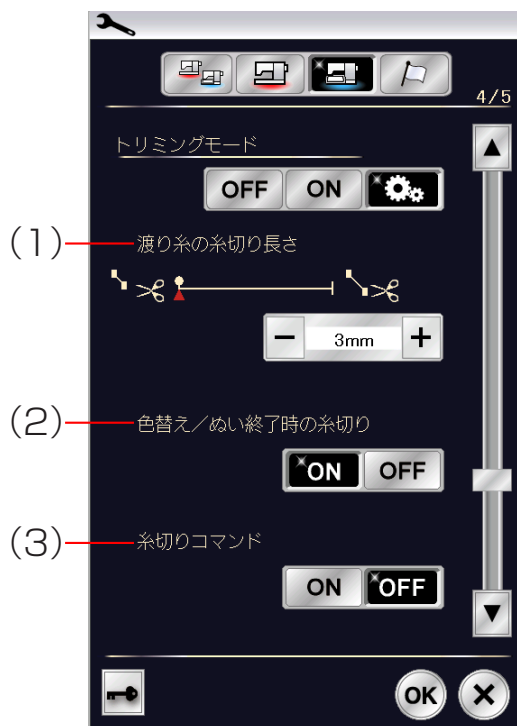 4/5
トリミングモード
OFF ON
(1) 渡り糸の糸切り長さ
− 3mm +
(2) 色替え/ぬい終了時の糸切り
ON OFF
(3) 糸切りコマンド
ON OFF
OK